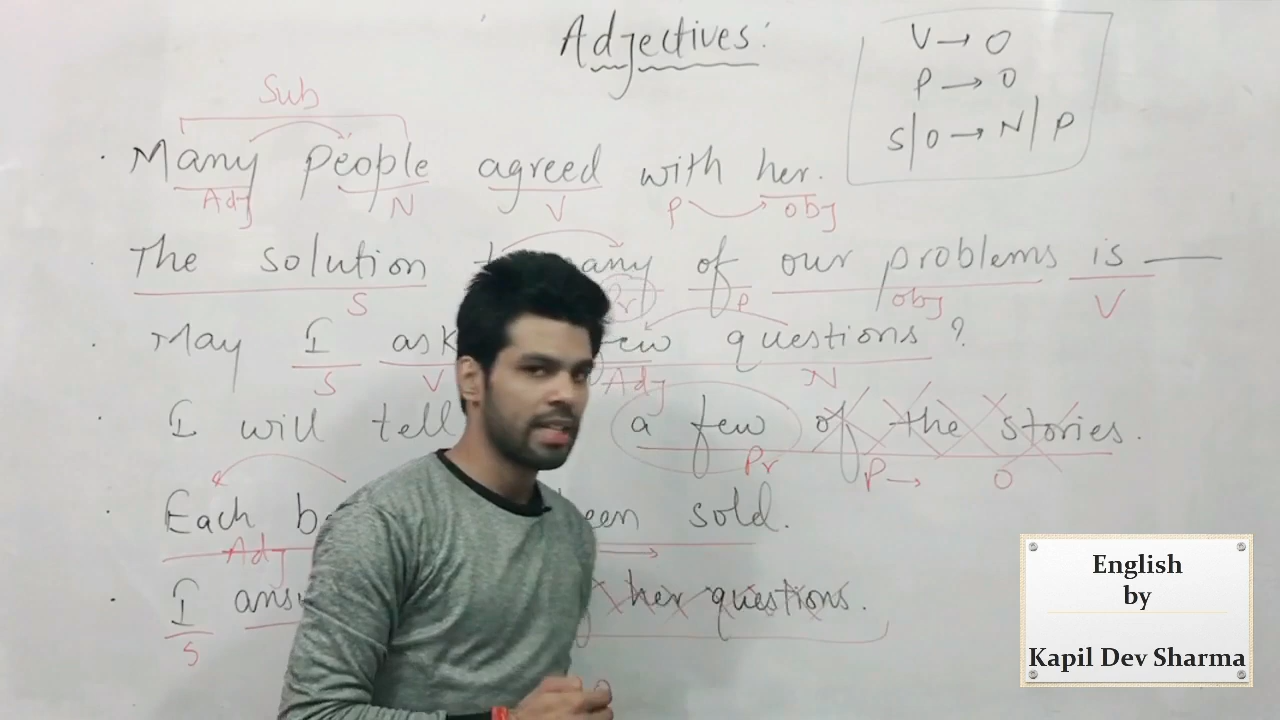 Adjectives:
V → O
P → O
S/O → N/P
Sub
Many people agreed with her.
Adj N V P obj
The solution many of our problems is
S Pr P obj V
May I ask few questions ?
S V Adj N
I will tell a few of the stories.
Pr P→ O
Each been sold.
Adj
I her questions.
S
English
by
Kapil Dev Sharma